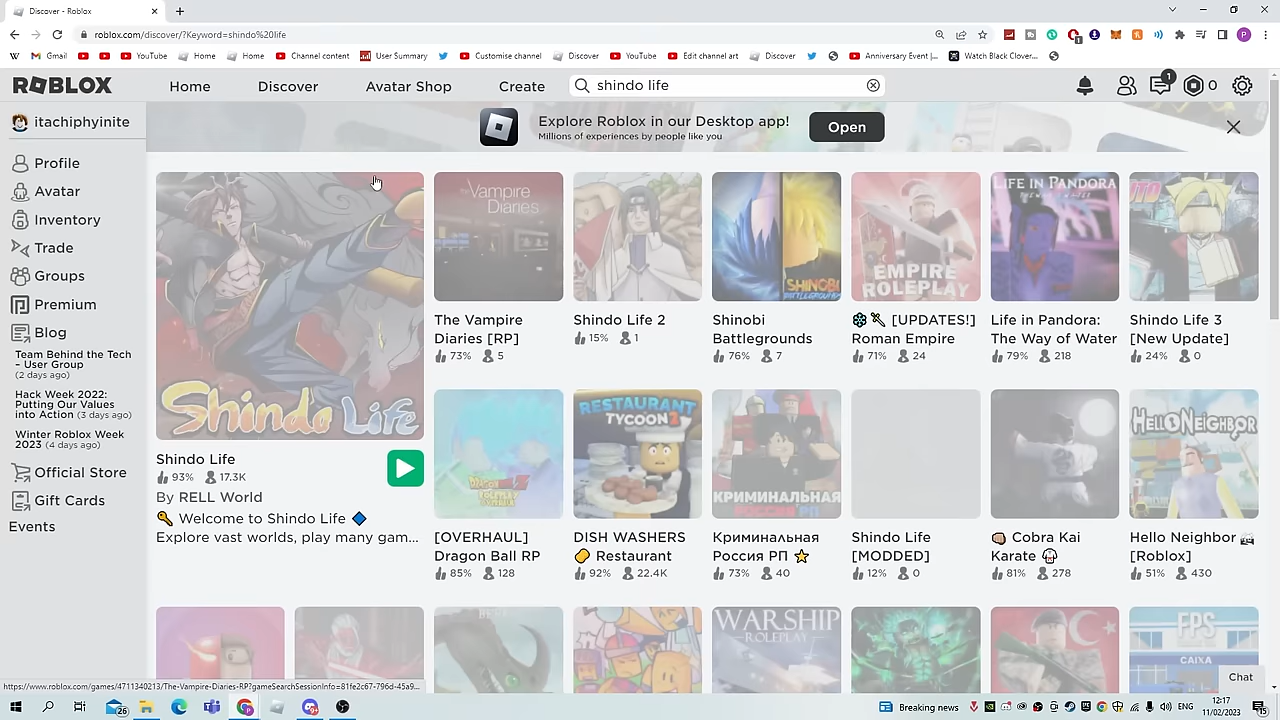 Discover - Roblox
roblox.com/discover/?Keyword=shindo%20life
Gmail
YouTube
Home
Home
Channel content
User Summary
Customise channel
Discover
YouTube
Edit channel art
Discover
Anniversary Event |...
Watch Black Clover...
ROBLOX
Home
Discover
Avatar Shop
Create
shindo life
1
0
itachiphyinite
Explore Roblox in our Desktop app!
Millions of experiences by people like you
Open
Profile
Avatar
Inventory
Trade
Groups
Premium
Blog
Team Behind the Tech
- User Group
(2 days ago)
Hack Week 2022:
Putting Our Values
into Action (3 days ago)
Winter Roblox Week
2023 (4 days ago)
Official Store
Gift Cards
Events
Shindo Life
Shindo Life
93% 17.3K
By RELL World
🔑 Welcome to Shindo Life 🔷
Explore vast worlds, play many gam...
The Vampire Diaries
The Vampire
Diaries [RP]
73% 5
Shindo Life 2
15% 1
SHINOBI
BATTLEGROUNDS
Shinobi
Battlegrounds
76% 7
EMPIRE
ROLEPLAY
[UPDATES!]
Roman Empire
71% 24
LIFE IN PANDORA
Life in Pandora:
The Way of Water
79% 218
Shindo Life 3
[New Update]
24% 0
[OVERHAUL]
Dragon Ball RP
85% 128
RESTAURANT
TYCOON 2
DISH WASHERS
Restaurant
92% 22.4K
КРИМИНАЛЬНАЯ
РОССИЯ РП
Криминальная
Россия РП ⭐
73% 40
Shindo Life
[MODDED]
12% 0
Cobra Kai
Karate
81% 278
HELLO NEIGHBOR
Hello Neighbor
[Roblox]
51% 430
WARSHIP
ROLEPLAY
FPS
CAIXA
Chat
https://www.roblox.com/games/4711340213/The-Vampire-Diaries-RP?gameSearchSessionInfo=81fe2c67-796d-45a9...
26
Breaking news
ENG
12:17
11/02/2023
15